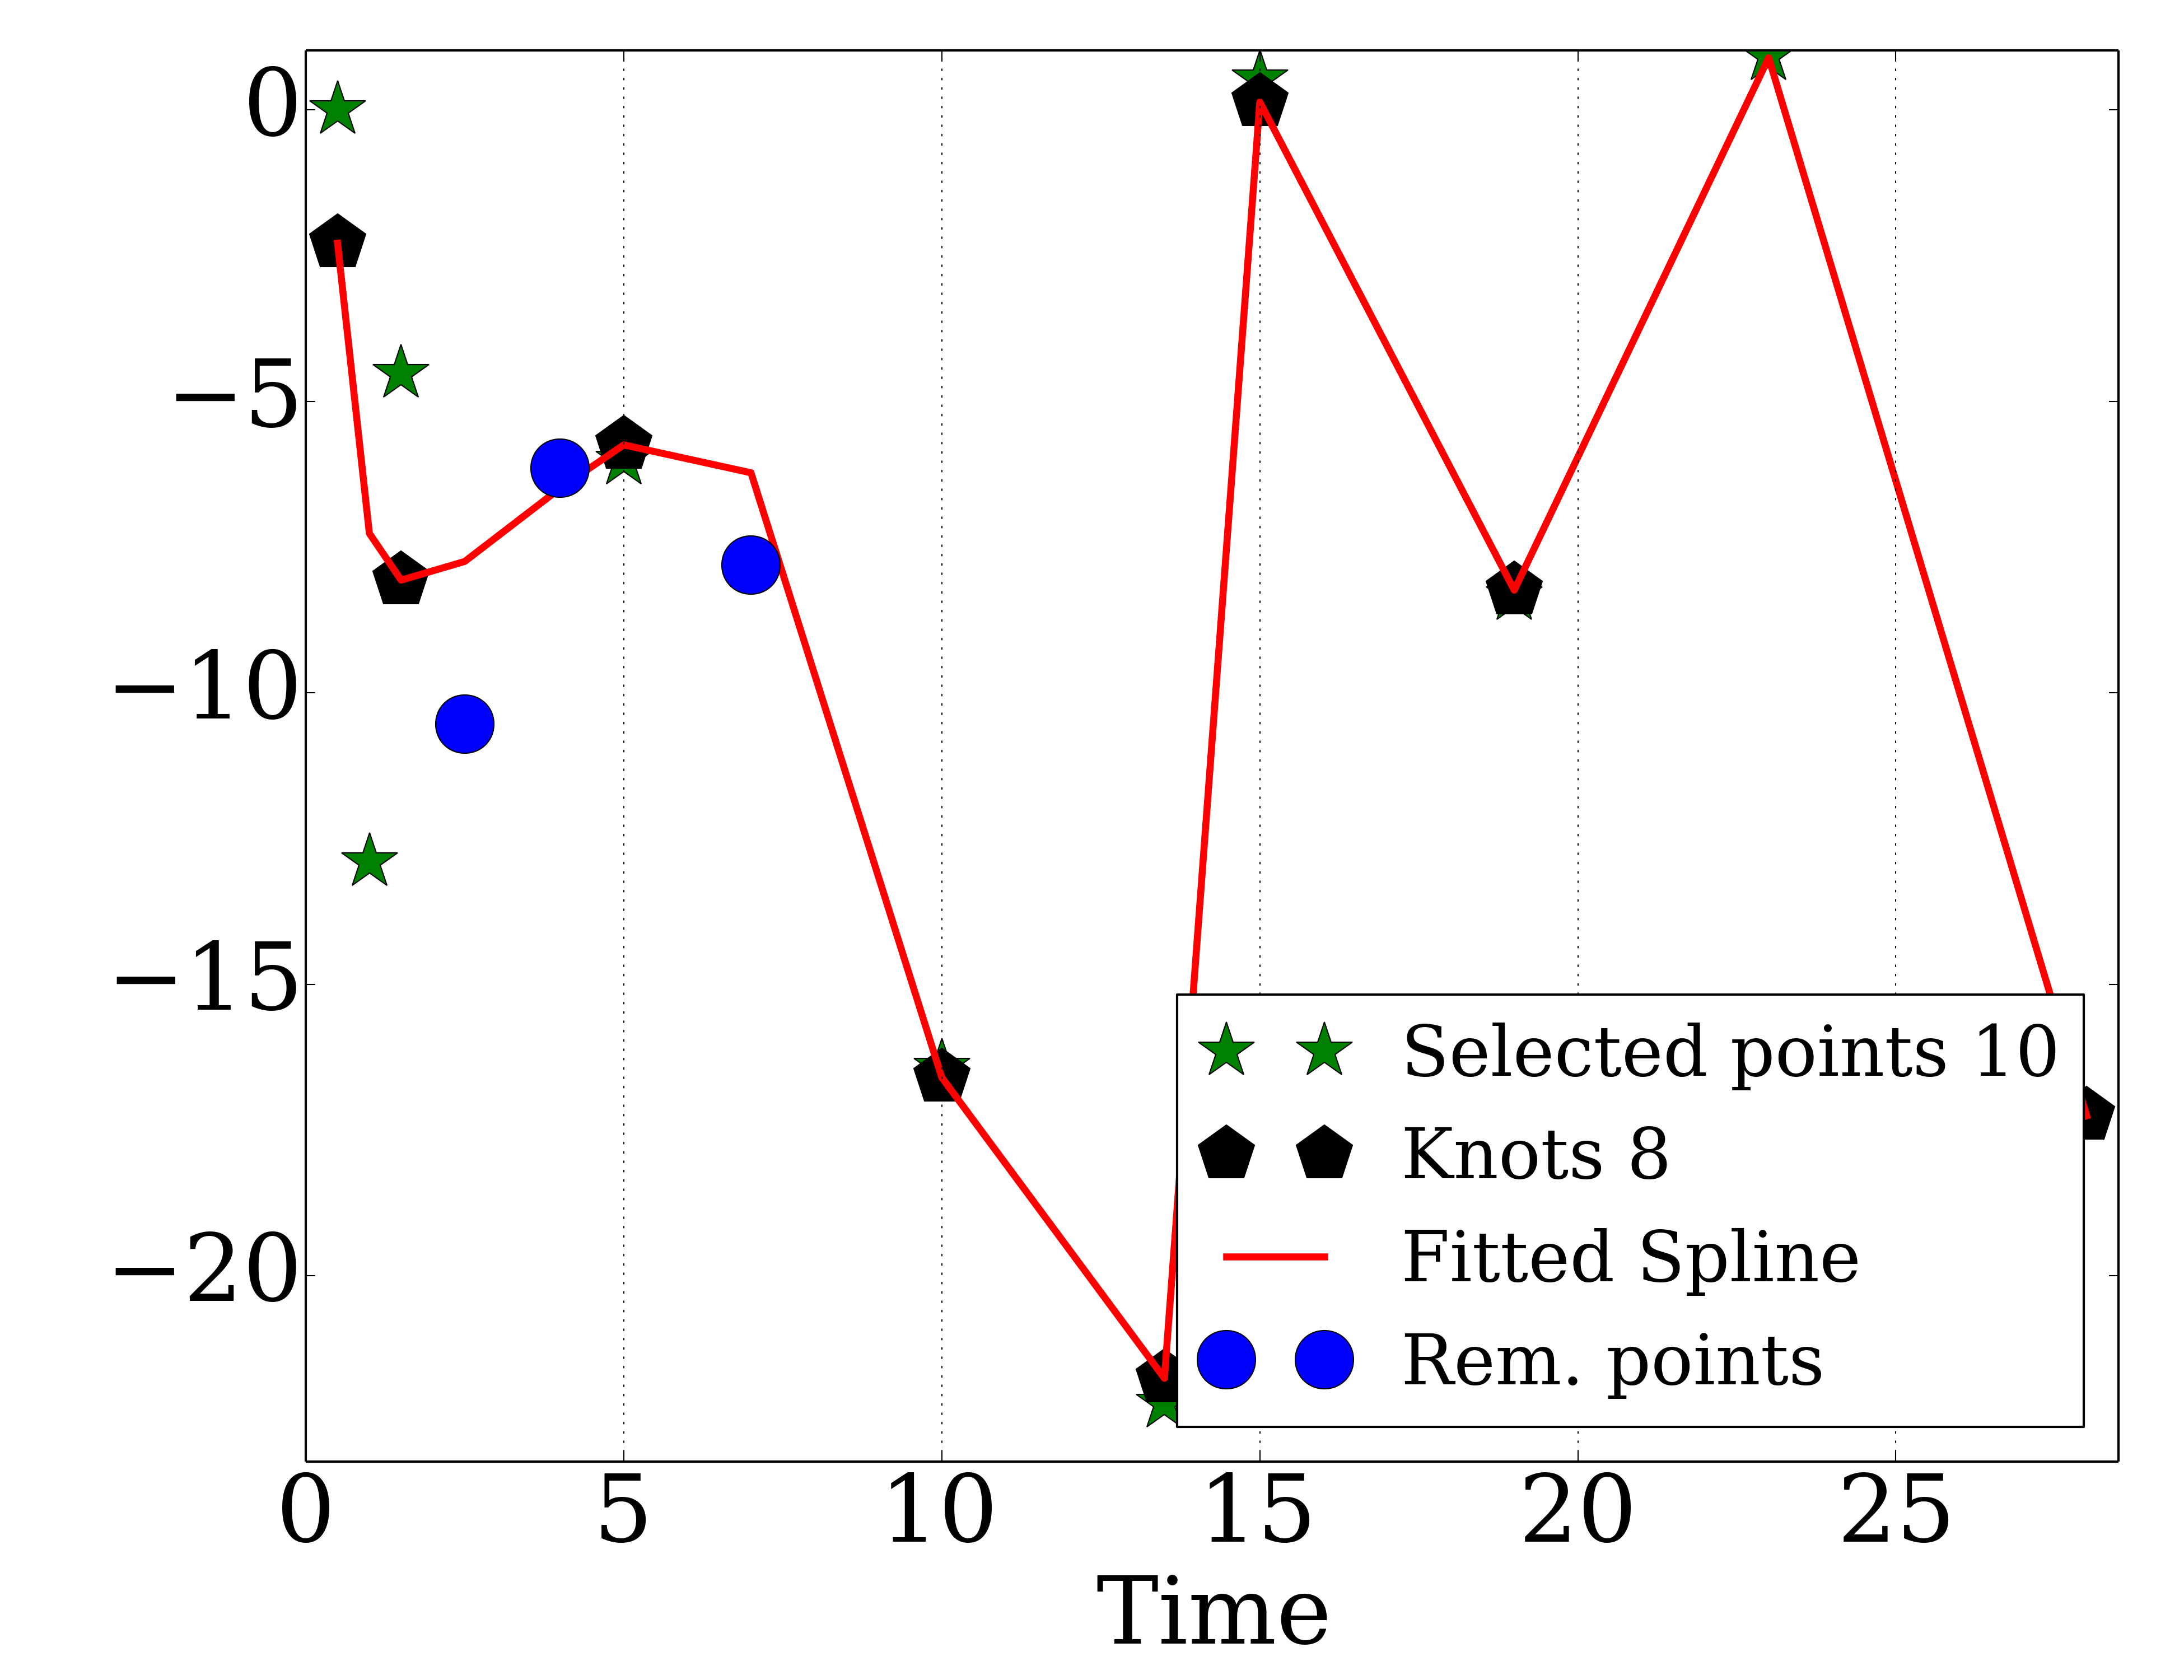 0
−5
−10
−15
−20
Selected points 10
Knots 8
Fitted Spline
Rem. points
0 5 10 15 20 25
Time